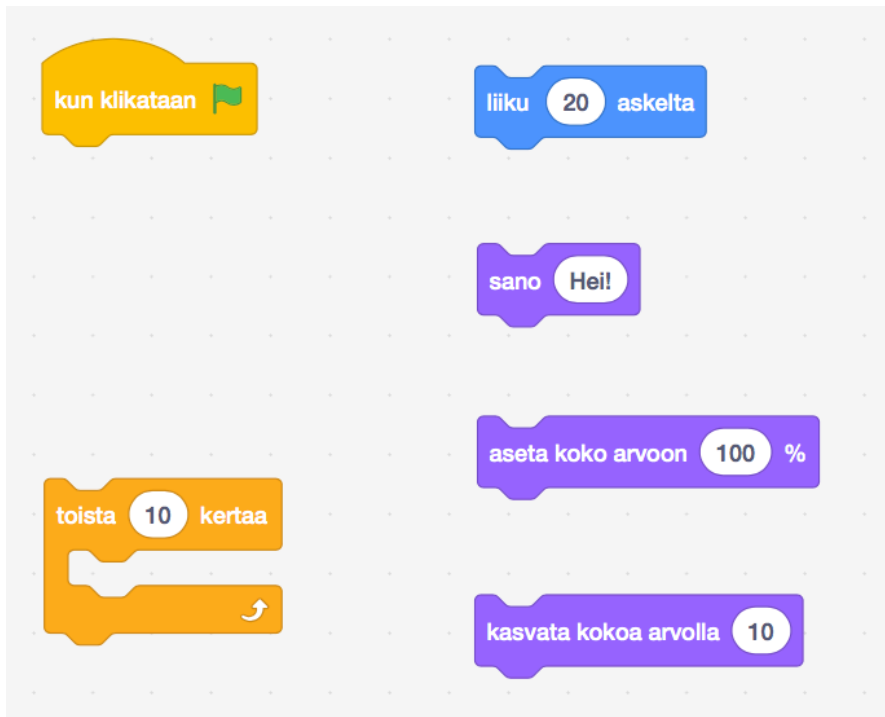 kun klikataan
liiku 20 askelta
sano Hei!
aseta koko arvoon 100 %
toista 10 kertaa
kasvata kokoa arvolla 10